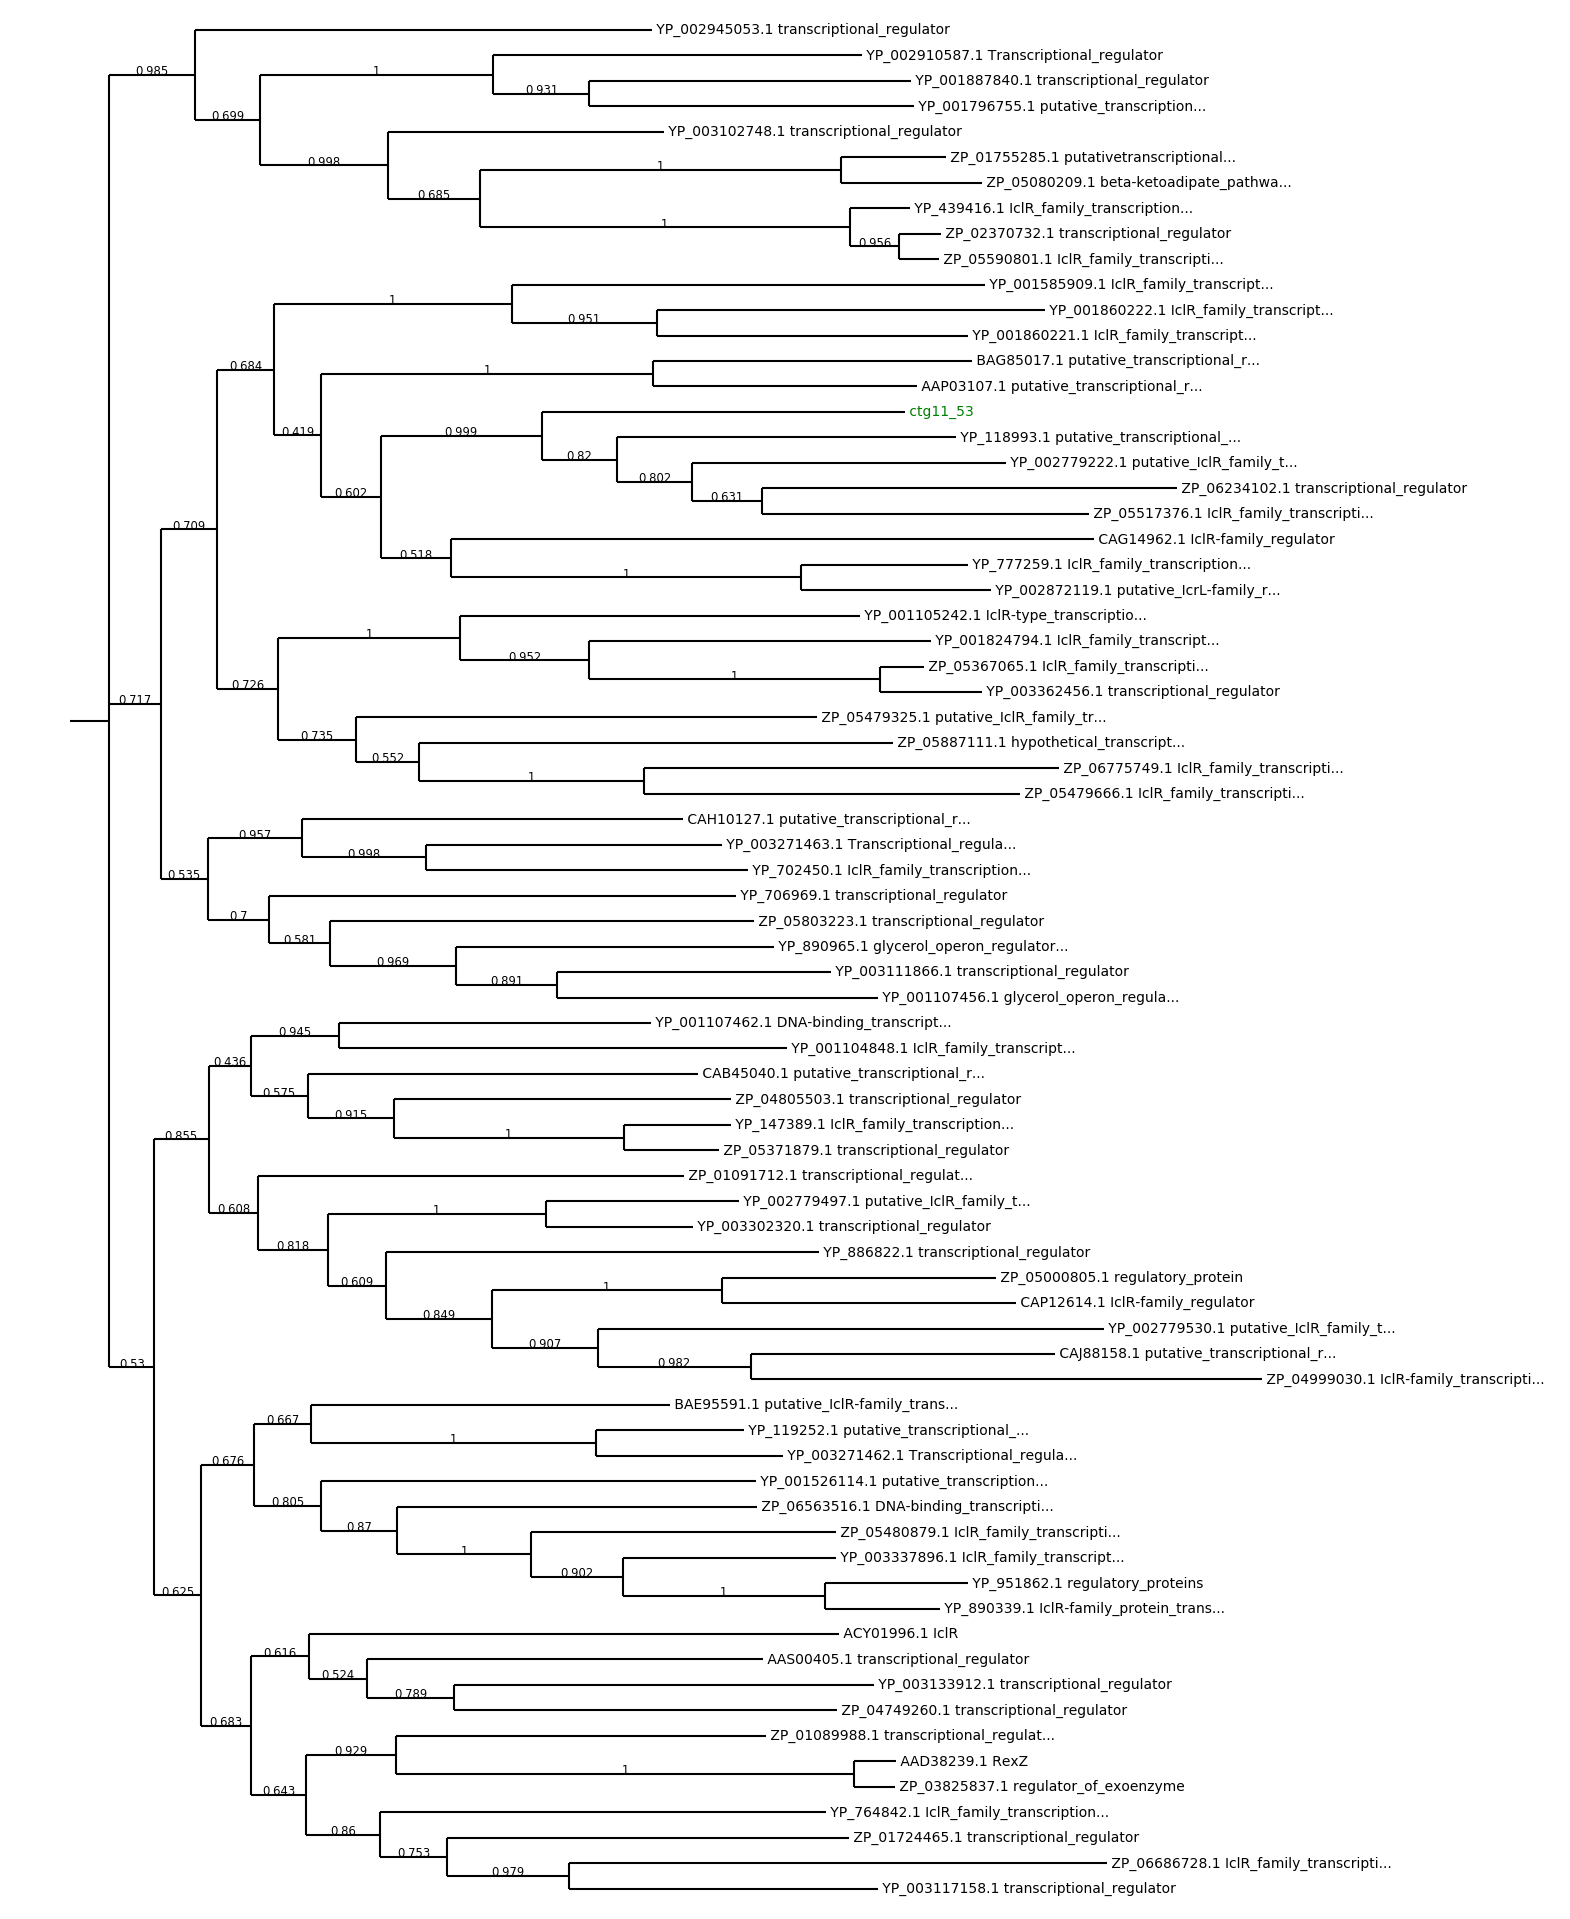 YP_002945053.1 transcriptional_regulator
YP_002910587.1 Transcriptional_regulator
0.985
1
YP_001887840.1 transcriptional_regulator
0.931
YP_001796755.1 putative_transcription...
0.699
YP_003102748.1 transcriptional_regulator
ZP_01755285.1 putativetranscriptional...
0.998
1
ZP_05080209.1 beta-ketoadipate_pathwa...
0.685
YP_439416.1 IclR_family_transcription...
1
ZP_02370732.1 transcriptional_regulator
0.956
ZP_05590801.1 IclR_family_transcripti...
YP_001585909.1 IclR_family_transcript...
1
YP_001860222.1 IclR_family_transcript...
0.951
YP_001860221.1 IclR_family_transcript...
BAG85017.1 putative_transcriptional_r...
0.684
1
AAP03107.1 putative_transcriptional_r...
ctg11_53
0.419
0.999
YP_118993.1 putative_transcriptional_...
0.82
YP_002779222.1 putative_IclR_family_t...
0.802
ZP_06234102.1 transcriptional_regulator
0.602
0.631
ZP_05517376.1 IclR_family_transcripti...
0.709
CAG14962.1 IclR-family_regulator
0.518
YP_777259.1 IclR_family_transcription...
1
YP_002872119.1 putative_IcrL-family_r...
YP_001105242.1 IclR-type_transcriptio...
1
YP_001824794.1 IclR_family_transcript...
0.952
ZP_05367065.1 IclR_family_transcripti...
1
0.726
YP_003362456.1 transcriptional_regulator
0.717
ZP_05479325.1 putative_IclR_family_tr...
0.735
ZP_05887111.1 hypothetical_transcript...
0.552
ZP_06775749.1 IclR_family_transcripti...
1
ZP_05479666.1 IclR_family_transcripti...
CAH10127.1 putative_transcriptional_r...
0.957
YP_003271463.1 Transcriptional_regula...
0.998
YP_702450.1 IclR_family_transcription...
0.535
YP_706969.1 transcriptional_regulator
0.7
ZP_05803223.1 transcriptional_regulator
0.581
YP_890965.1 glycerol_operon_regulator...
0.969
YP_003111866.1 transcriptional_regulator
0.891
YP_001107456.1 glycerol_operon_regula...
YP_001107462.1 DNA-binding_transcript...
0.945
YP_001104848.1 IclR_family_transcript...
0.436
CAB45040.1 putative_transcriptional_r...
0.575
ZP_04805503.1 transcriptional_regulator
0.915
YP_147389.1 IclR_family_transcription...
0.855
1
ZP_05371879.1 transcriptional_regulator
ZP_01091712.1 transcriptional_regulat...
YP_002779497.1 putative_IclR_family_t...
0.608
1
YP_003302320.1 transcriptional_regulator
0.818
YP_886822.1 transcriptional_regulator
ZP_05000805.1 regulatory_protein
0.609
1
CAP12614.1 IclR-family_regulator
0.849
YP_002779530.1 putative_IclR_family_t...
0.907
CAJ88158.1 putative_transcriptional_r...
0.53
0.982
ZP_04999030.1 IclR-family_transcripti...
BAE95591.1 putative_IclR-family_trans...
0.667
YP_119252.1 putative_transcriptional_...
1
YP_003271462.1 Transcriptional_regula...
0.676
YP_001526114.1 putative_transcription...
0.805
ZP_06563516.1 DNA-binding_transcripti...
0.87
ZP_05480879.1 IclR_family_transcripti...
1
YP_003337896.1 IclR_family_transcript...
0.902
YP_951862.1 regulatory_proteins
0.625
1
YP_890339.1 IclR-family_protein_trans...
ACY01996.1 IclR
0.616
AAS00405.1 transcriptional_regulator
0.524
YP_003133912.1 transcriptional_regulator
0.789
ZP_04749260.1 transcriptional_regulator
0.683
ZP_01089988.1 transcriptional_regulat...
0.929
AAD38239.1 RexZ
1
ZP_03825837.1 regulator_of_exoenzyme
0.643
YP_764842.1 IclR_family_transcription...
0.86
ZP_01724465.1 transcriptional_regulator
0.753
ZP_06686728.1 IclR_family_transcripti...
0.979
YP_003117158.1 transcriptional_regulator